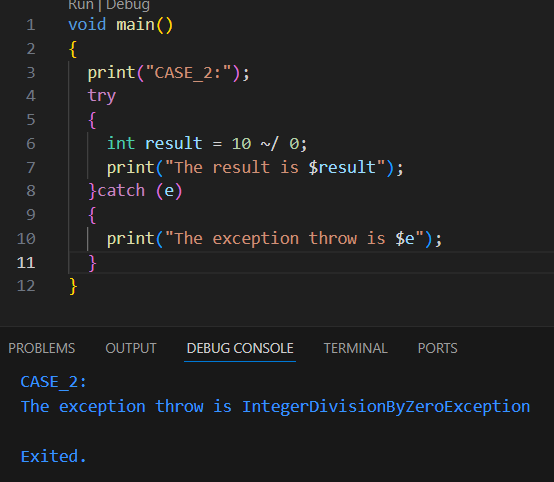 Run | Debug
1 void main()
2 {
3 print("CASE_2:");
4 try
5 {
6 int result = 10 ~/ 0;
7 print("The result is $result");
8 }catch (e)
9 {
10 print("The exception throw is $e");
11 }
12 }
PROBLEMS OUTPUT DEBUG CONSOLE TERMINAL PORTS
CASE_2:
The exception throw is IntegerDivisionByZeroException
Exited.